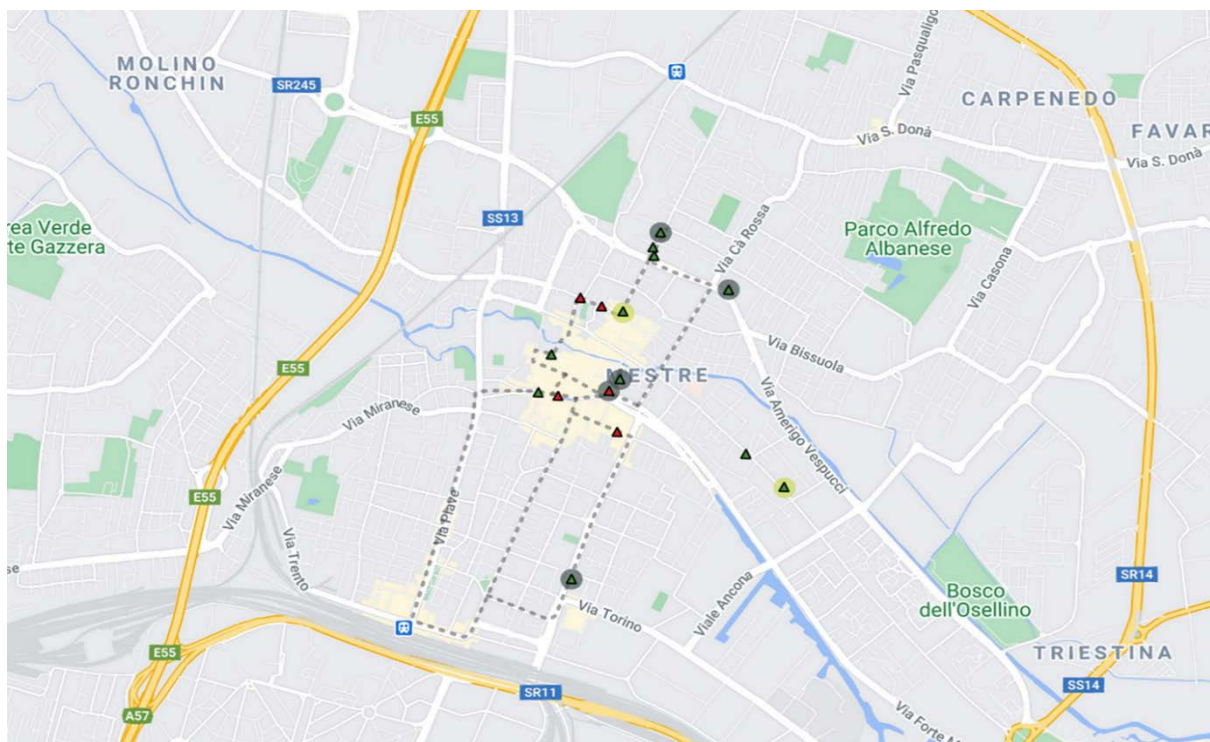 MOLINO
RONCHIN
SR245
E55
CARPENEDO
Via Pasqualigo
Via S. Donà
FAVAR
Via S. Donà
SS13
rea Verde
te Gazzera
Via Cà Rossa
Parco Alfredo
Albanese
Via Casona
Via Bissuola
E55
MESTRE
Via Miranese
Via Amerigo Vespucci
E55
Via Miranese
Via Piave
Via Trento
Viale Ancona
Via Torino
Bosco
dell'Osellino
SR14
E55
TRIESTINA
SR11
SS14
A57
Via Forte M